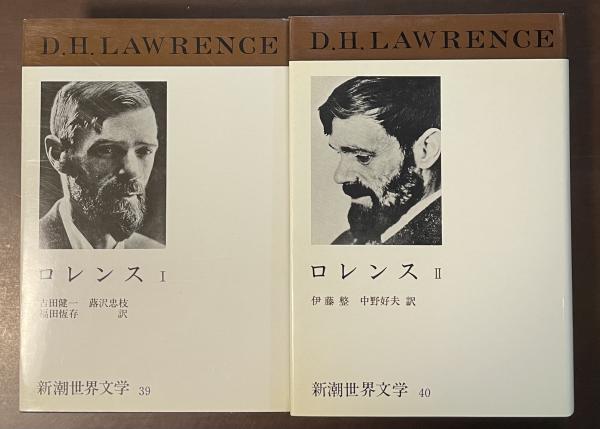 D.H. LAWRENCE
ロレンス I
吉田健一 蕗沢忠枝
福田恆存 訳
新潮世界文学 39
D.H. LAWRENCE
ロレンス II
伊藤整 中野好夫 訳
新潮世界文学 40